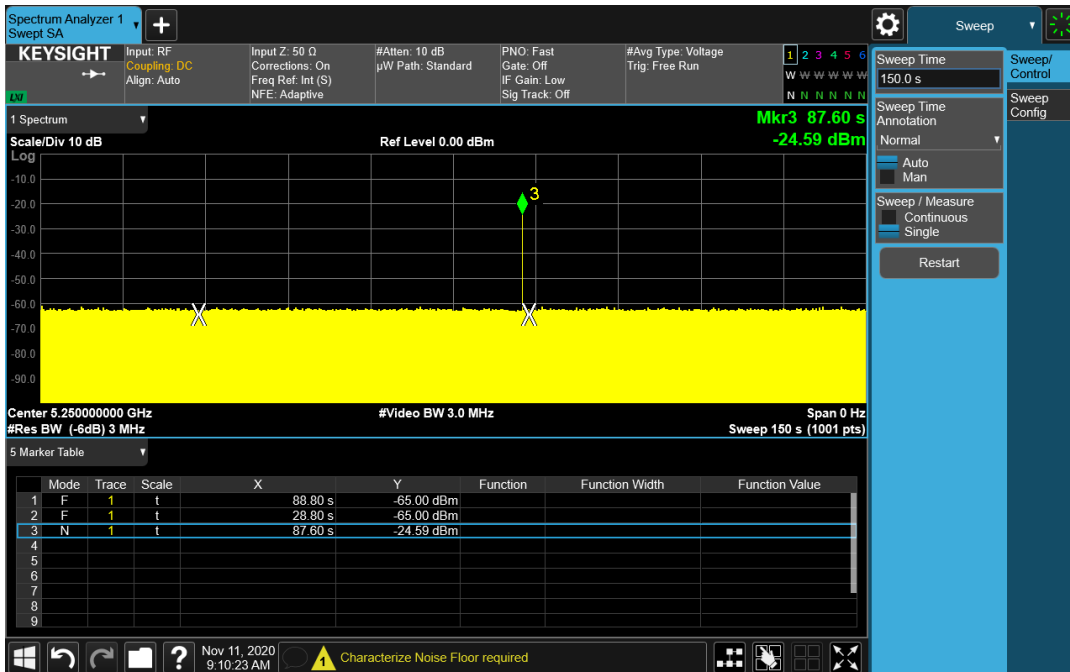 Spectrum Analyzer 1
Swept SA
Sweep
KEYSIGHT
Input: RF
Coupling: DC
Align: Auto
Input Z: 50 Ω
Corrections: On
Freq Ref: Int (S)
NFE: Adaptive
#Atten: 10 dB
µW Path: Standard
PNO: Fast
Gate: Off
IF Gain: Low
Sig Track: Off
#Avg Type: Voltage
Trig: Free Run
1 2 3 4 5 6
W W W W W W
N N N N N N
LXI
Sweep Time
150.0 s
Sweep Time
Annotation
Normal
Auto
Man
Sweep / Measure
Continuous
Single
Restart
Sweep/
Control
Sweep
Config
1 Spectrum
Mkr3 87.60 s
-24.59 dBm
Scale/Div 10 dB
Ref Level 0.00 dBm
Log
-10.0
-20.0
-30.0
-40.0
-50.0
-60.0
-70.0
-80.0
-90.0
3
Center 5.250000000 GHz
#Video BW 3.0 MHz
Span 0 Hz
#Res BW (-6dB) 3 MHz
Sweep 150 s (1001 pts)
5 Marker Table
Mode Trace Scale X Y Function Function Width Function Value
1 F 1 t 88.80 s -65.00 dBm
2 F 1 t 28.80 s -65.00 dBm
3 N 1 t 87.60 s -24.59 dBm
4
5
6
7
8
9
?
Nov 11, 2020
9:10:23 AM
1
Characterize Noise Floor required